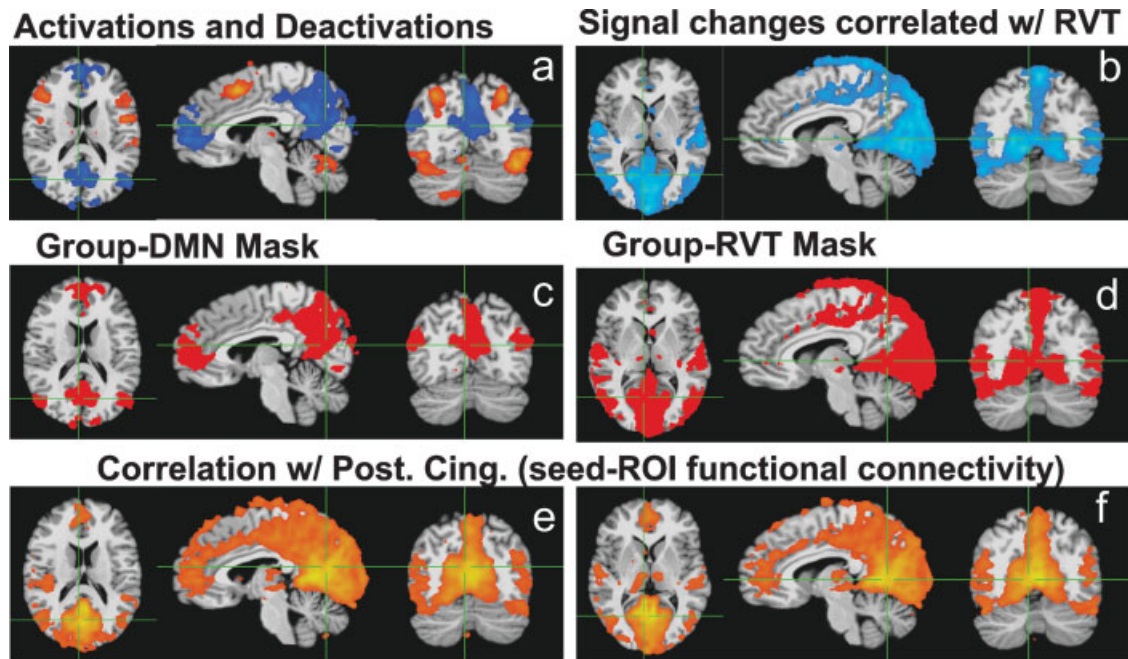 Activations and Deactivations
Signal changes correlated w/ RVT
a
b
Group-DMN Mask
Group-RVT Mask
c
d
Correlation w/ Post. Cing. (seed-ROI functional connectivity)
e
f